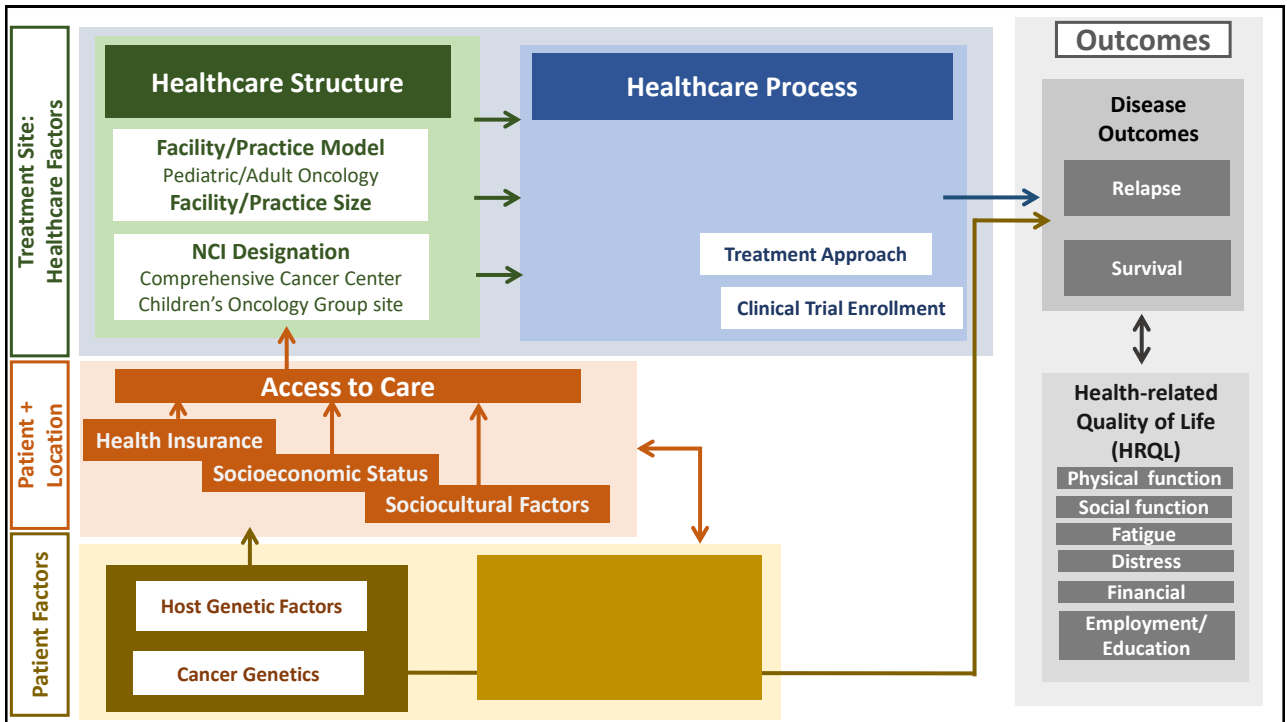 Treatment Site:
Healthcare Factors
Healthcare Structure
Facility/Practice Model
Pediatric/Adult Oncology
Facility/Practice Size
NCI Designation
Comprehensive Cancer Center
Children's Oncology Group site
Healthcare Process
Treatment Approach
Clinical Trial Enrollment
Patient +
Location
Access to Care
Health Insurance
Socioeconomic Status
Sociocultural Factors
Patient Factors
Host Genetic Factors
Cancer Genetics
Outcomes
Disease
Outcomes
Relapse
Survival
Health-related
Quality of Life
(HRQL)
Physical function
Social function
Fatigue
Distress
Financial
Employment/
Education